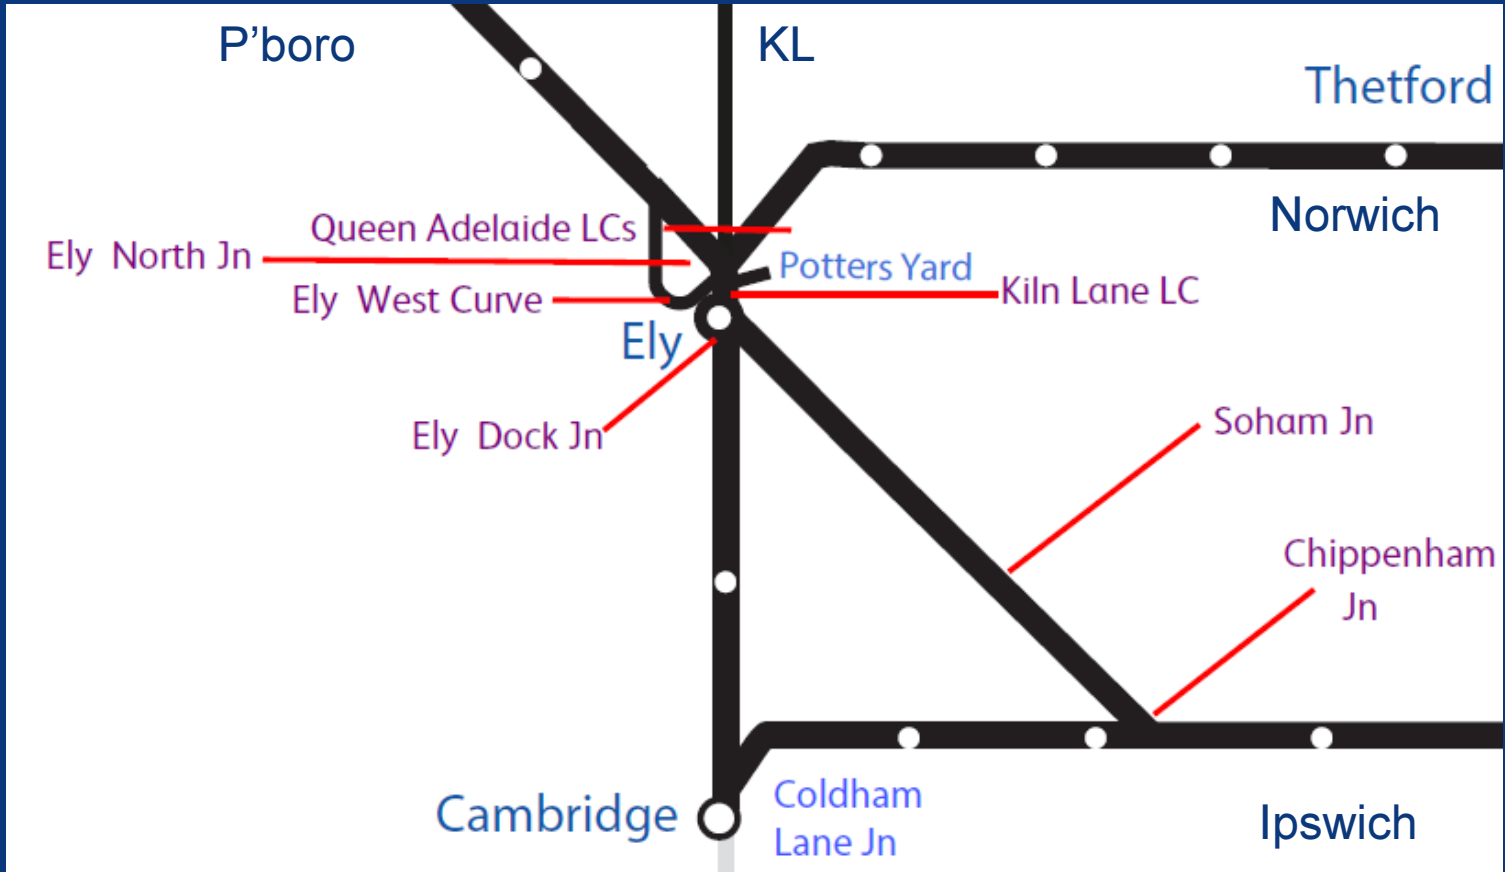 P'boro
KL
Thetford
Norwich
Queen Adelaide LCs
Ely North Jn
Potters Yard
Ely West Curve
Kiln Lane LC
Ely
Ely Dock Jn
Soham Jn
Chippenham
Jn
Cambridge
Coldham
Lane Jn
Ipswich